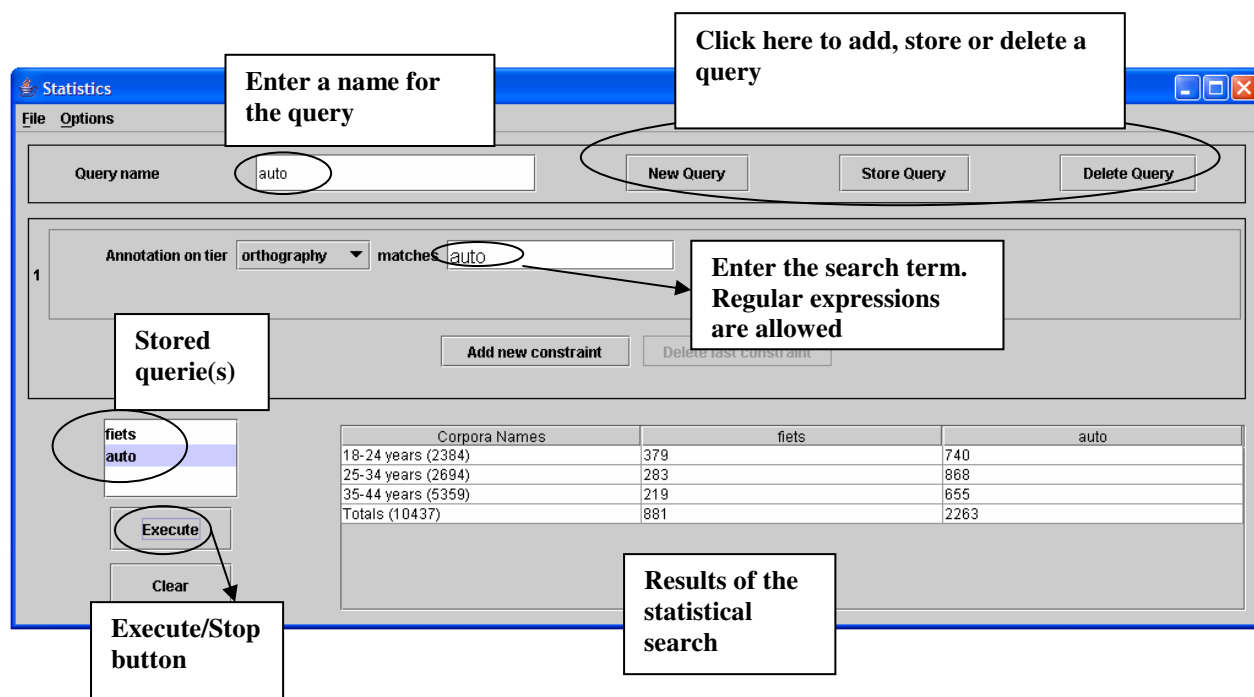 Click here to add, store or delete a
query
Enter a name for
the query
Statistics
File Options
Query name auto New Query Store Query Delete Query
Annotation on tier orthography matches auto
1
Enter the search term.
Regular expressions
are allowed
Add new constraint Delete last constraint
Stored
querie(s)
fiets
auto
Corpora Names fiets auto
18-24 years (2384) 379 740
25-34 years (2694) 283 868
35-44 years (5359) 219 655
Totals (10437) 881 2263
Execute
Clear
Execute/Stop
button
Results of the
statistical
search